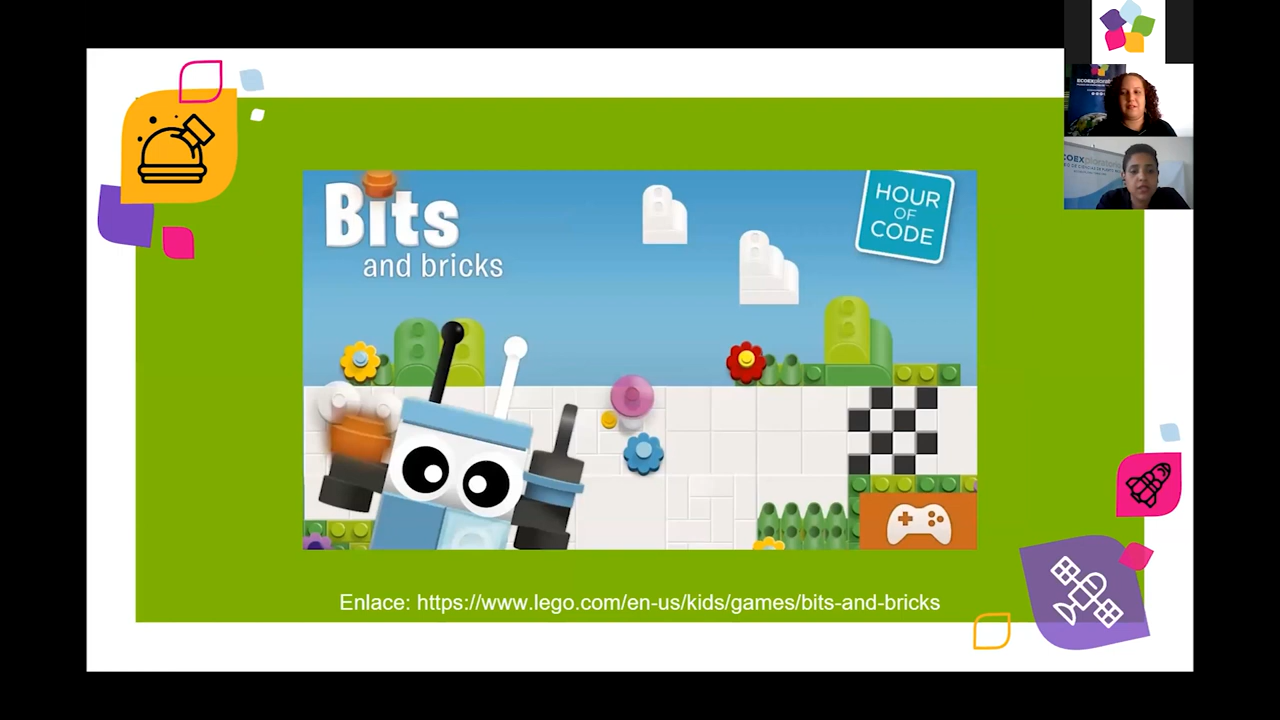 Bits
and bricks
HOUR
OF
CODE
Enlace: https://www.lego.com/en-us/kids/games/bits-and-bricks